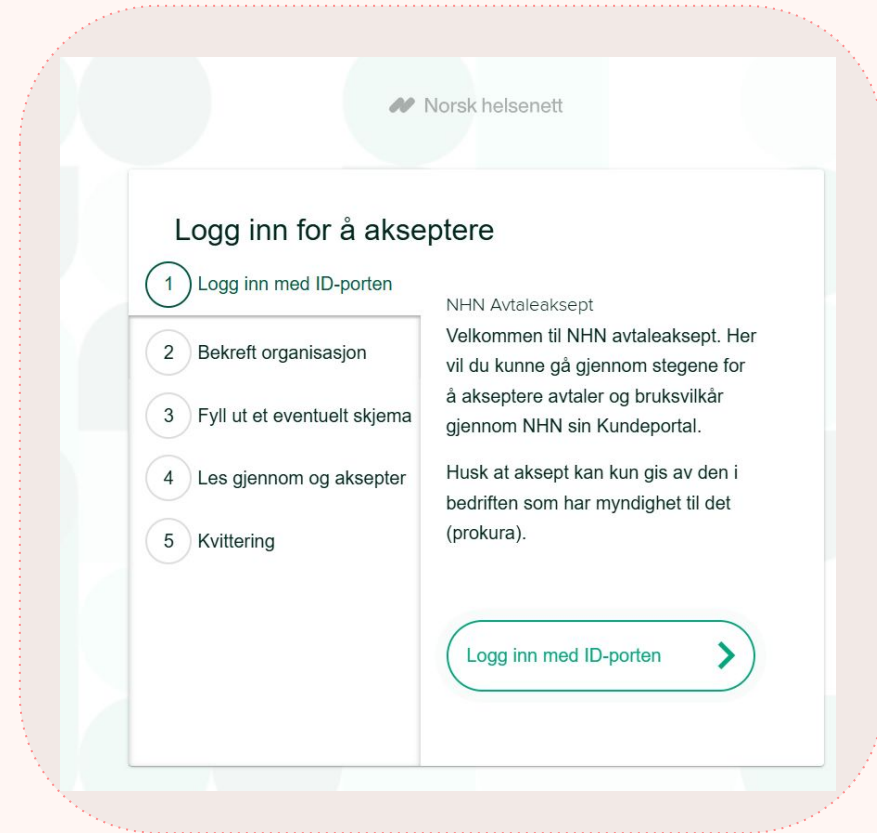 Norsk helsenett
Logg inn for å akseptere
1 Logg inn med ID-porten
2 Bekreft organisasjon
3 Fyll ut et eventuelt skjema
4 Les gjennom og aksepter
5 Kvittering
NHN Avtaleaksept
Velkommen til NHN avtaleaksept. Her
vil du kunne gå gjennom stegene for
å akseptere avtaler og bruksvilkår
gjennom NHN sin Kundeportal.
Husk at aksept kan kun gis av den i
bedriften som har myndighet til det
(prokura).
Logg inn med ID-porten